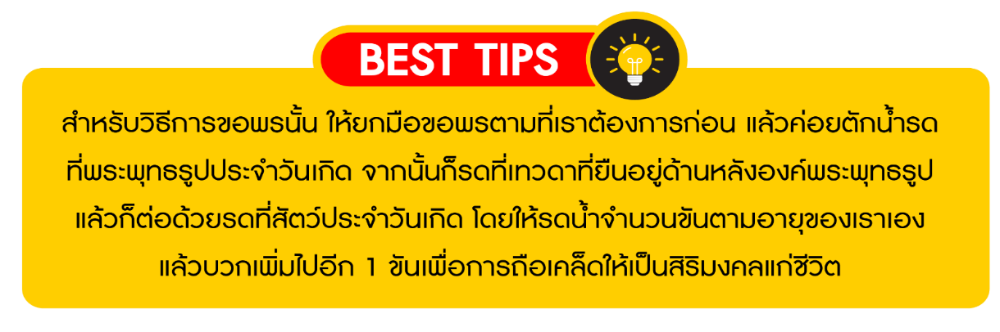 BEST TIPS
สำหรับวิธีการขอพรนั้น ให้ยกมือขอพรตามที่เราต้องการก่อน แล้วค่อยตักน้ำรด
ที่พระพุทธรูปประจำวันเกิด จากนั้นก็รดที่เทวดาที่ยืนอยู่ด้านหลังองค์พระพุทธรูป
แล้วก็ต่อด้วยรดที่สัตว์ประจำวันเกิด โดยให้รดน้ำจำนวนขันตามอายุของเราเอง
แล้วบวกเพิ่มไปอีก 1 ขันเพื่อการถือเคล็ดให้เป็นสิริมงคลแก่ชีวิต